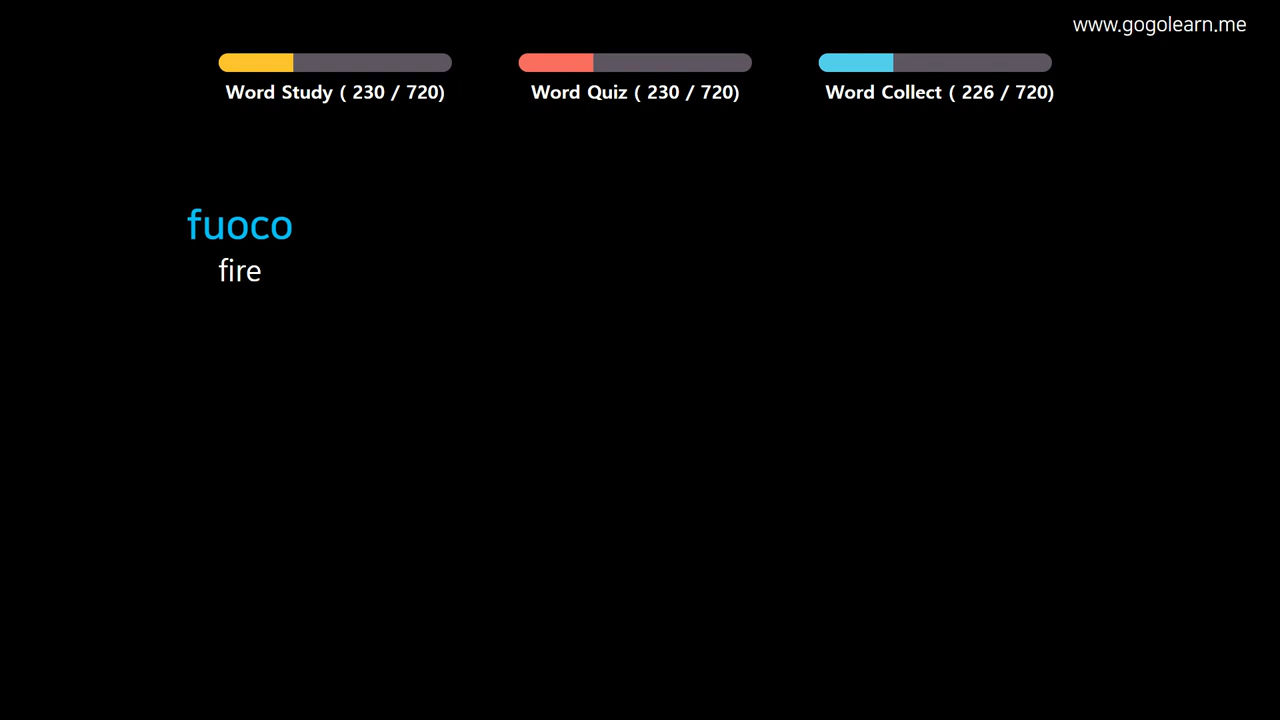 www.gogolearn.me
Word Study ( 230 / 720)
Word Quiz ( 230 / 720)
Word Collect ( 226 / 720)
fuoco
fire